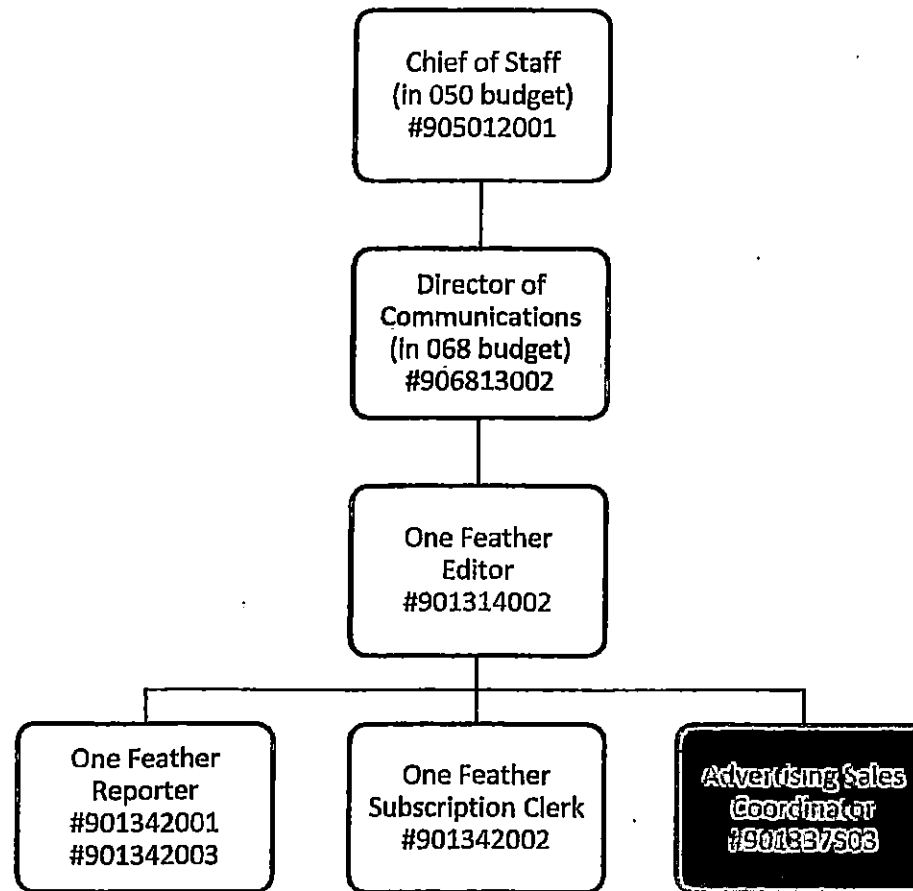 Chief of Staff
(in 050 budget)
#905012001
Director of
Communications
(in 068 budget)
#906813002
One Feather
Editor
#901314002
One Feather
Reporter
#901342001
#901342003
One Feather
Subscription Clerk
#901342002
Advertising Sales
Coordinator